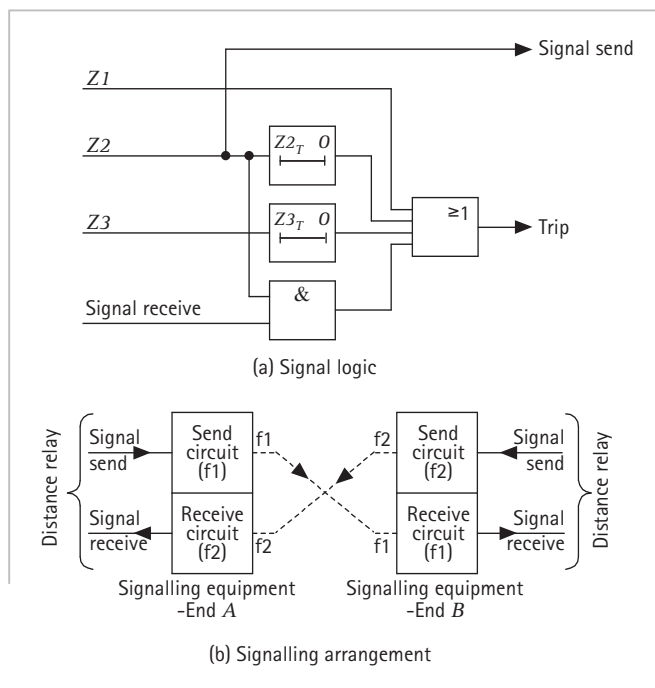 Signal send
Z1
Z2
Z2T 0
≥1
Z3
Z3T 0
Trip
&
Signal receive
(a) Signal logic
Distance relay
Signal
send
Send
circuit
(f1)
f1
f2
Send
circuit
(f2)
Signal
send
Distance relay
Signal
receive
Receive
circuit
(f2)
f2
f1
Receive
circuit
(f1)
Signal
receive
Signalling equipment
-End A
Signalling equipment
-End B
(b) Signalling arrangement